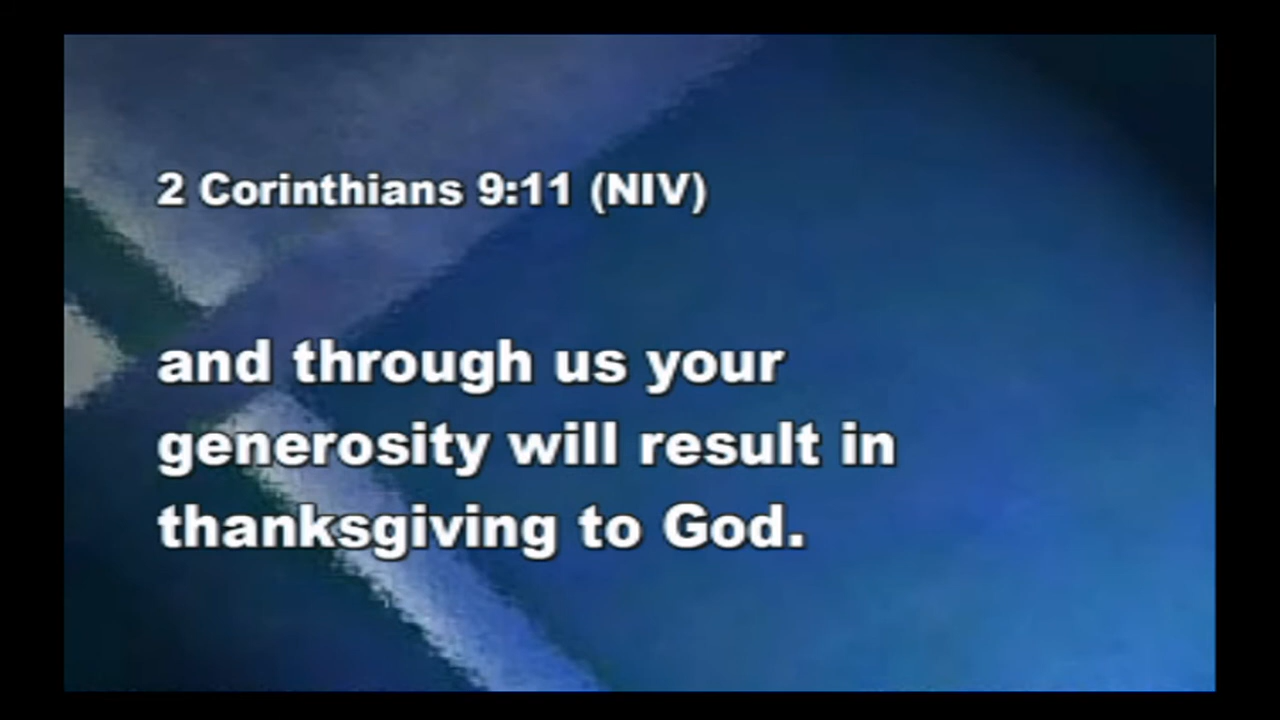 2 Corinthians 9:11 (NIV)
and through us your
generosity will result in
thanksgiving to God.